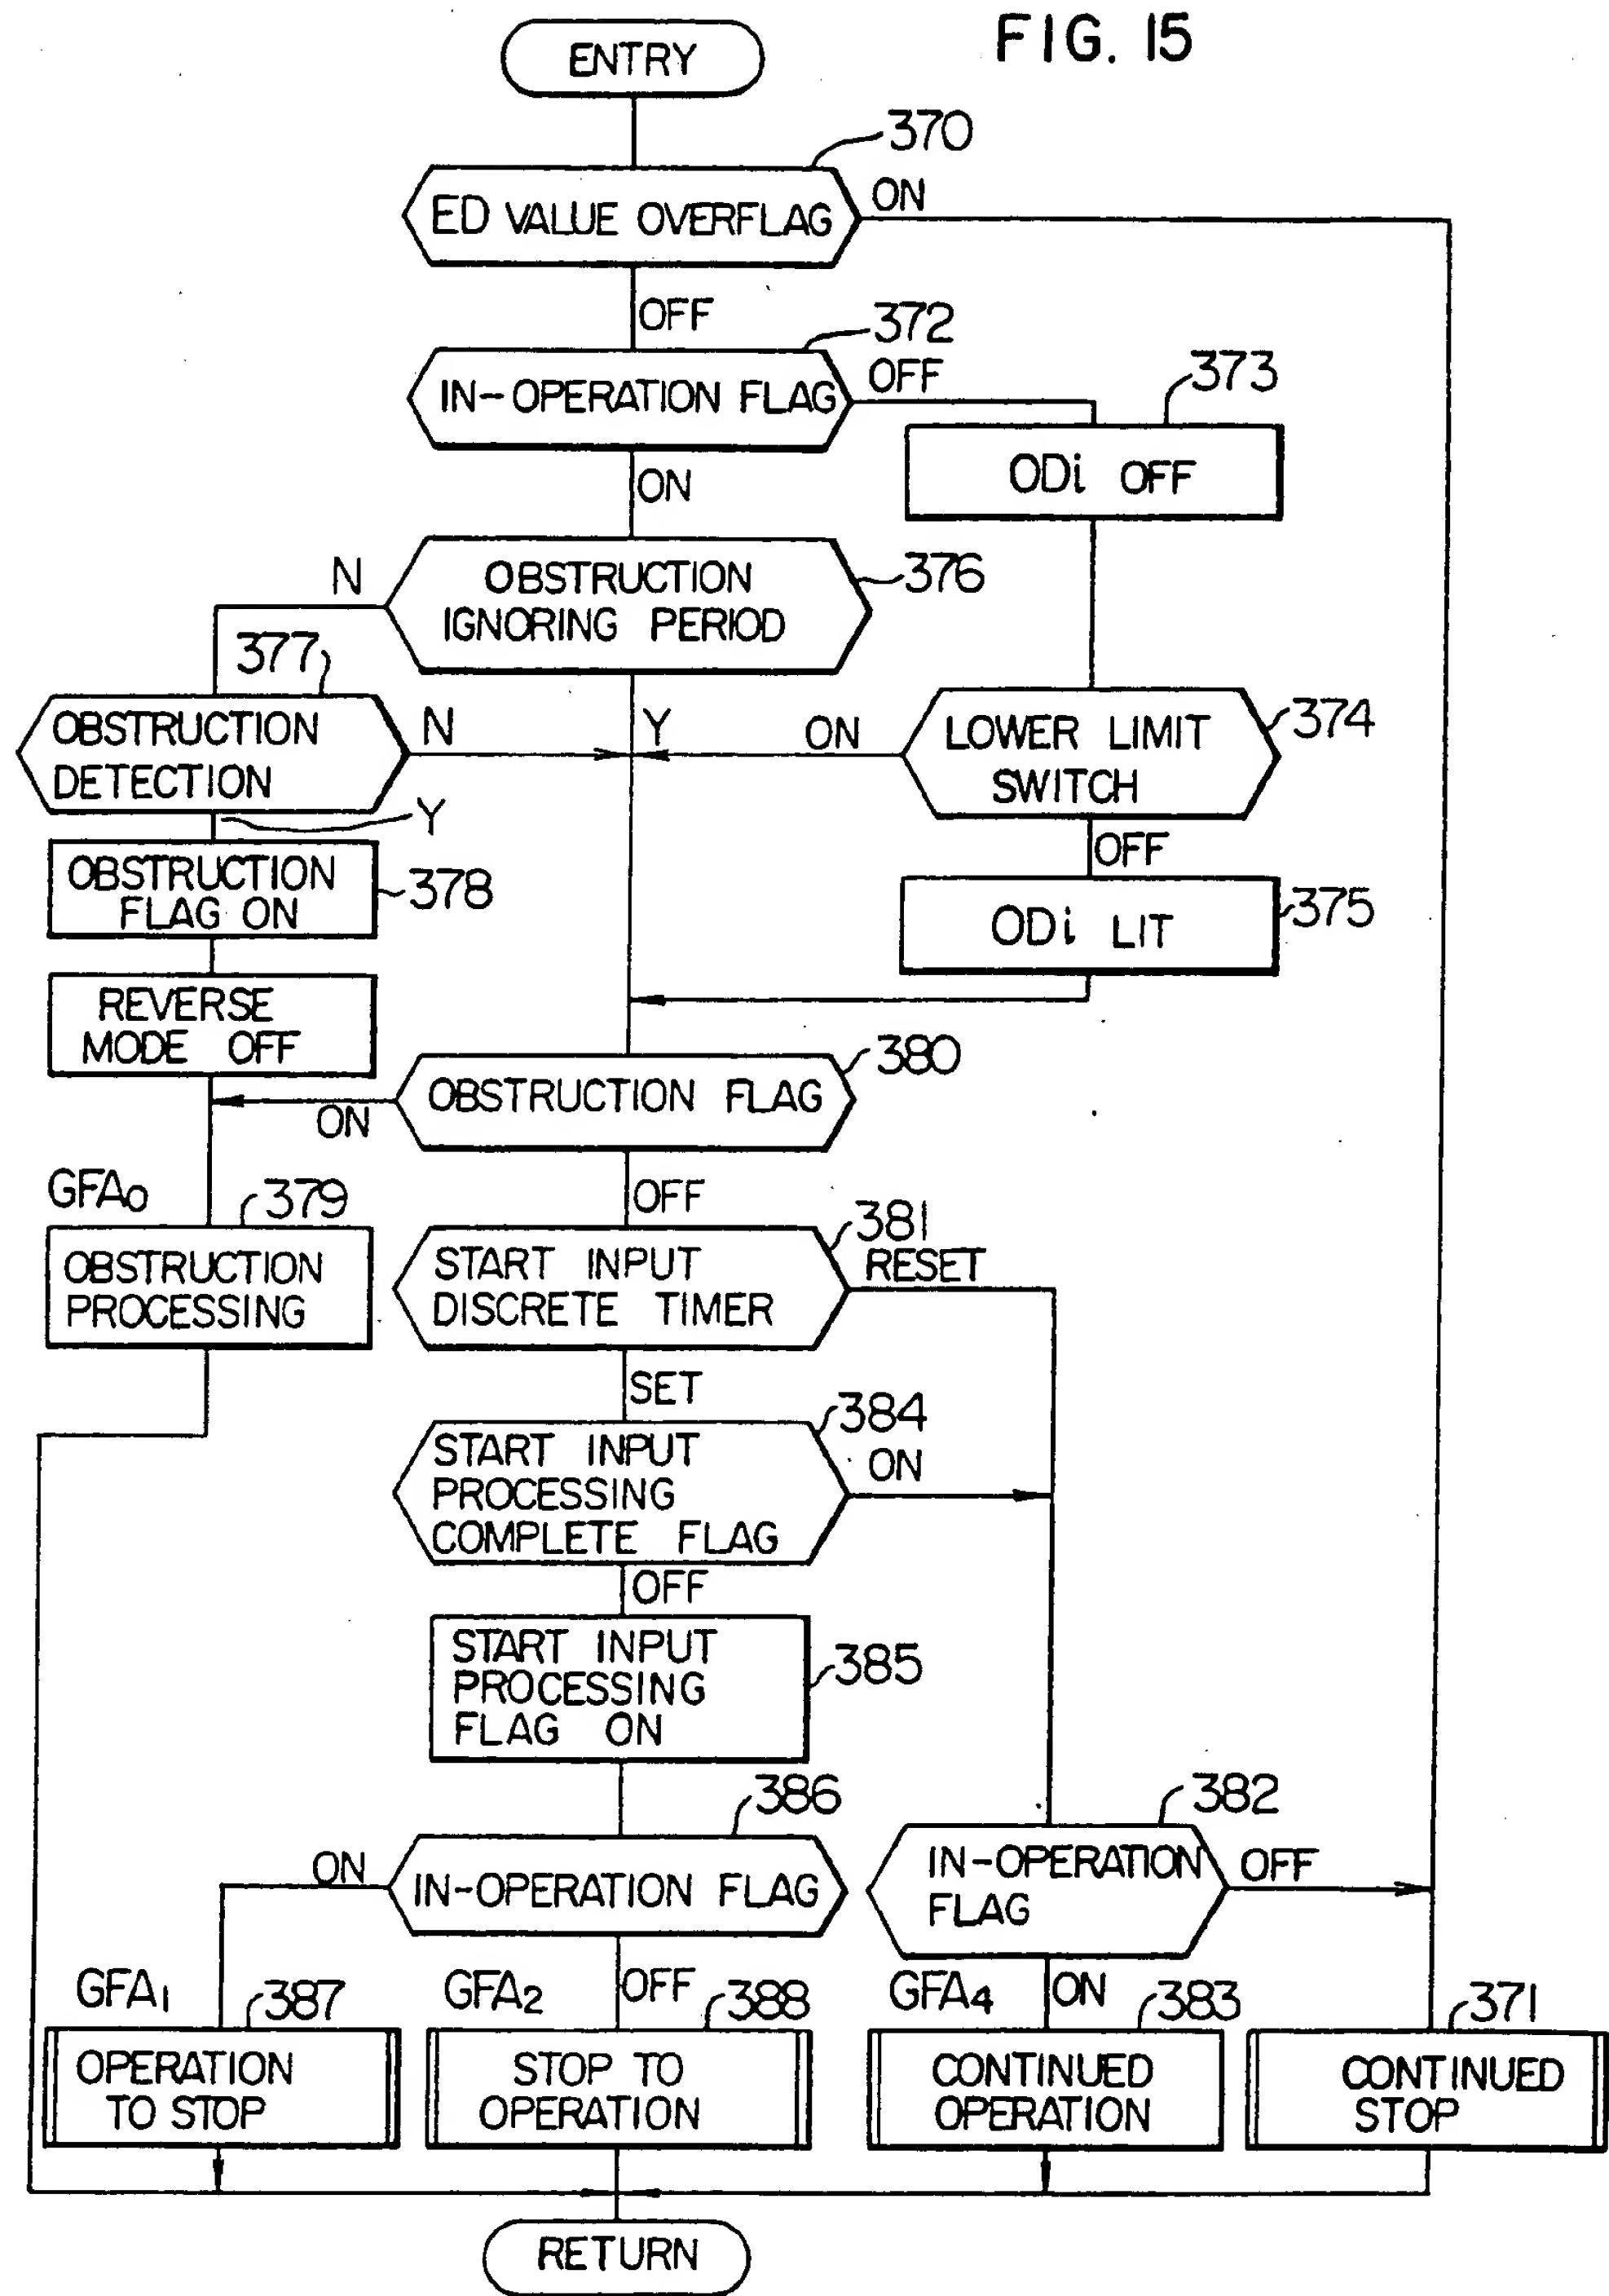 FIG. 15
ENTRY
370
ED VALUE OVERFLAG
ON
OFF
372
IN-OPERATION FLAG
OFF
373
ODi OFF
ON
376
OBSTRUCTION
IGNORING PERIOD
N
377
OBSTRUCTION
DETECTION
N
Y
ON
LOWER LIMIT
SWITCH
374
Y
OFF
OBSTRUCTION
FLAG ON
378
ODi LIT
375
REVERSE
MODE OFF
380
OBSTRUCTION FLAG
ON
OFF
GFA0
379
OBSTRUCTION
PROCESSING
381
START INPUT
DISCRETE TIMER
RESET
SET
384
START INPUT
PROCESSING
COMPLETE FLAG
ON
OFF
START INPUT
PROCESSING
FLAG ON
385
386
IN-OPERATION FLAG
ON
382
IN-OPERATION
FLAG
OFF
GFA1
387
OPERATION
TO STOP
GFA2
OFF
388
STOP TO
OPERATION
GFA4
ON
383
CONTINUED
OPERATION
371
CONTINUED
STOP
RETURN